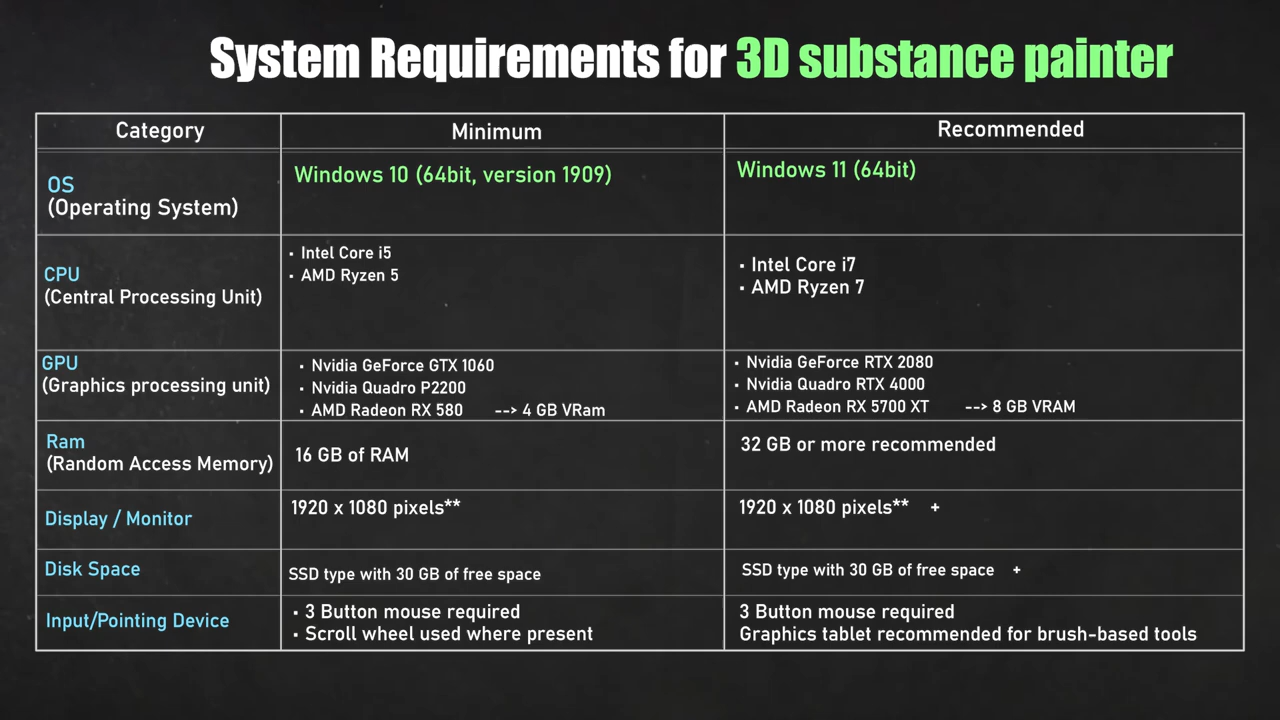 System Requirements for 3D substance painter
Category
Minimum
Recommended
OS
(Operating System)
Windows 10 (64bit, version 1909)
Windows 11 (64bit)
CPU
(Central Processing Unit)
▪ Intel Core i5
▪ AMD Ryzen 5
▪ Intel Core i7
▪ AMD Ryzen 7
GPU
(Graphics processing unit)
▪ Nvidia GeForce GTX 1060
▪ Nvidia Quadro P2200
▪ AMD Radeon RX 580 --> 4 GB VRam
▪ Nvidia GeForce RTX 2080
▪ Nvidia Quadro RTX 4000
▪ AMD Radeon RX 5700 XT --> 8 GB VRAM
Ram
(Random Access Memory)
16 GB of RAM
32 GB or more recommended
Display / Monitor
1920 x 1080 pixels**
1920 x 1080 pixels** +
Disk Space
SSD type with 30 GB of free space
SSD type with 30 GB of free space +
Input/Pointing Device
▪ 3 Button mouse required
▪ Scroll wheel used where present
3 Button mouse required
Graphics tablet recommended for brush-based tools